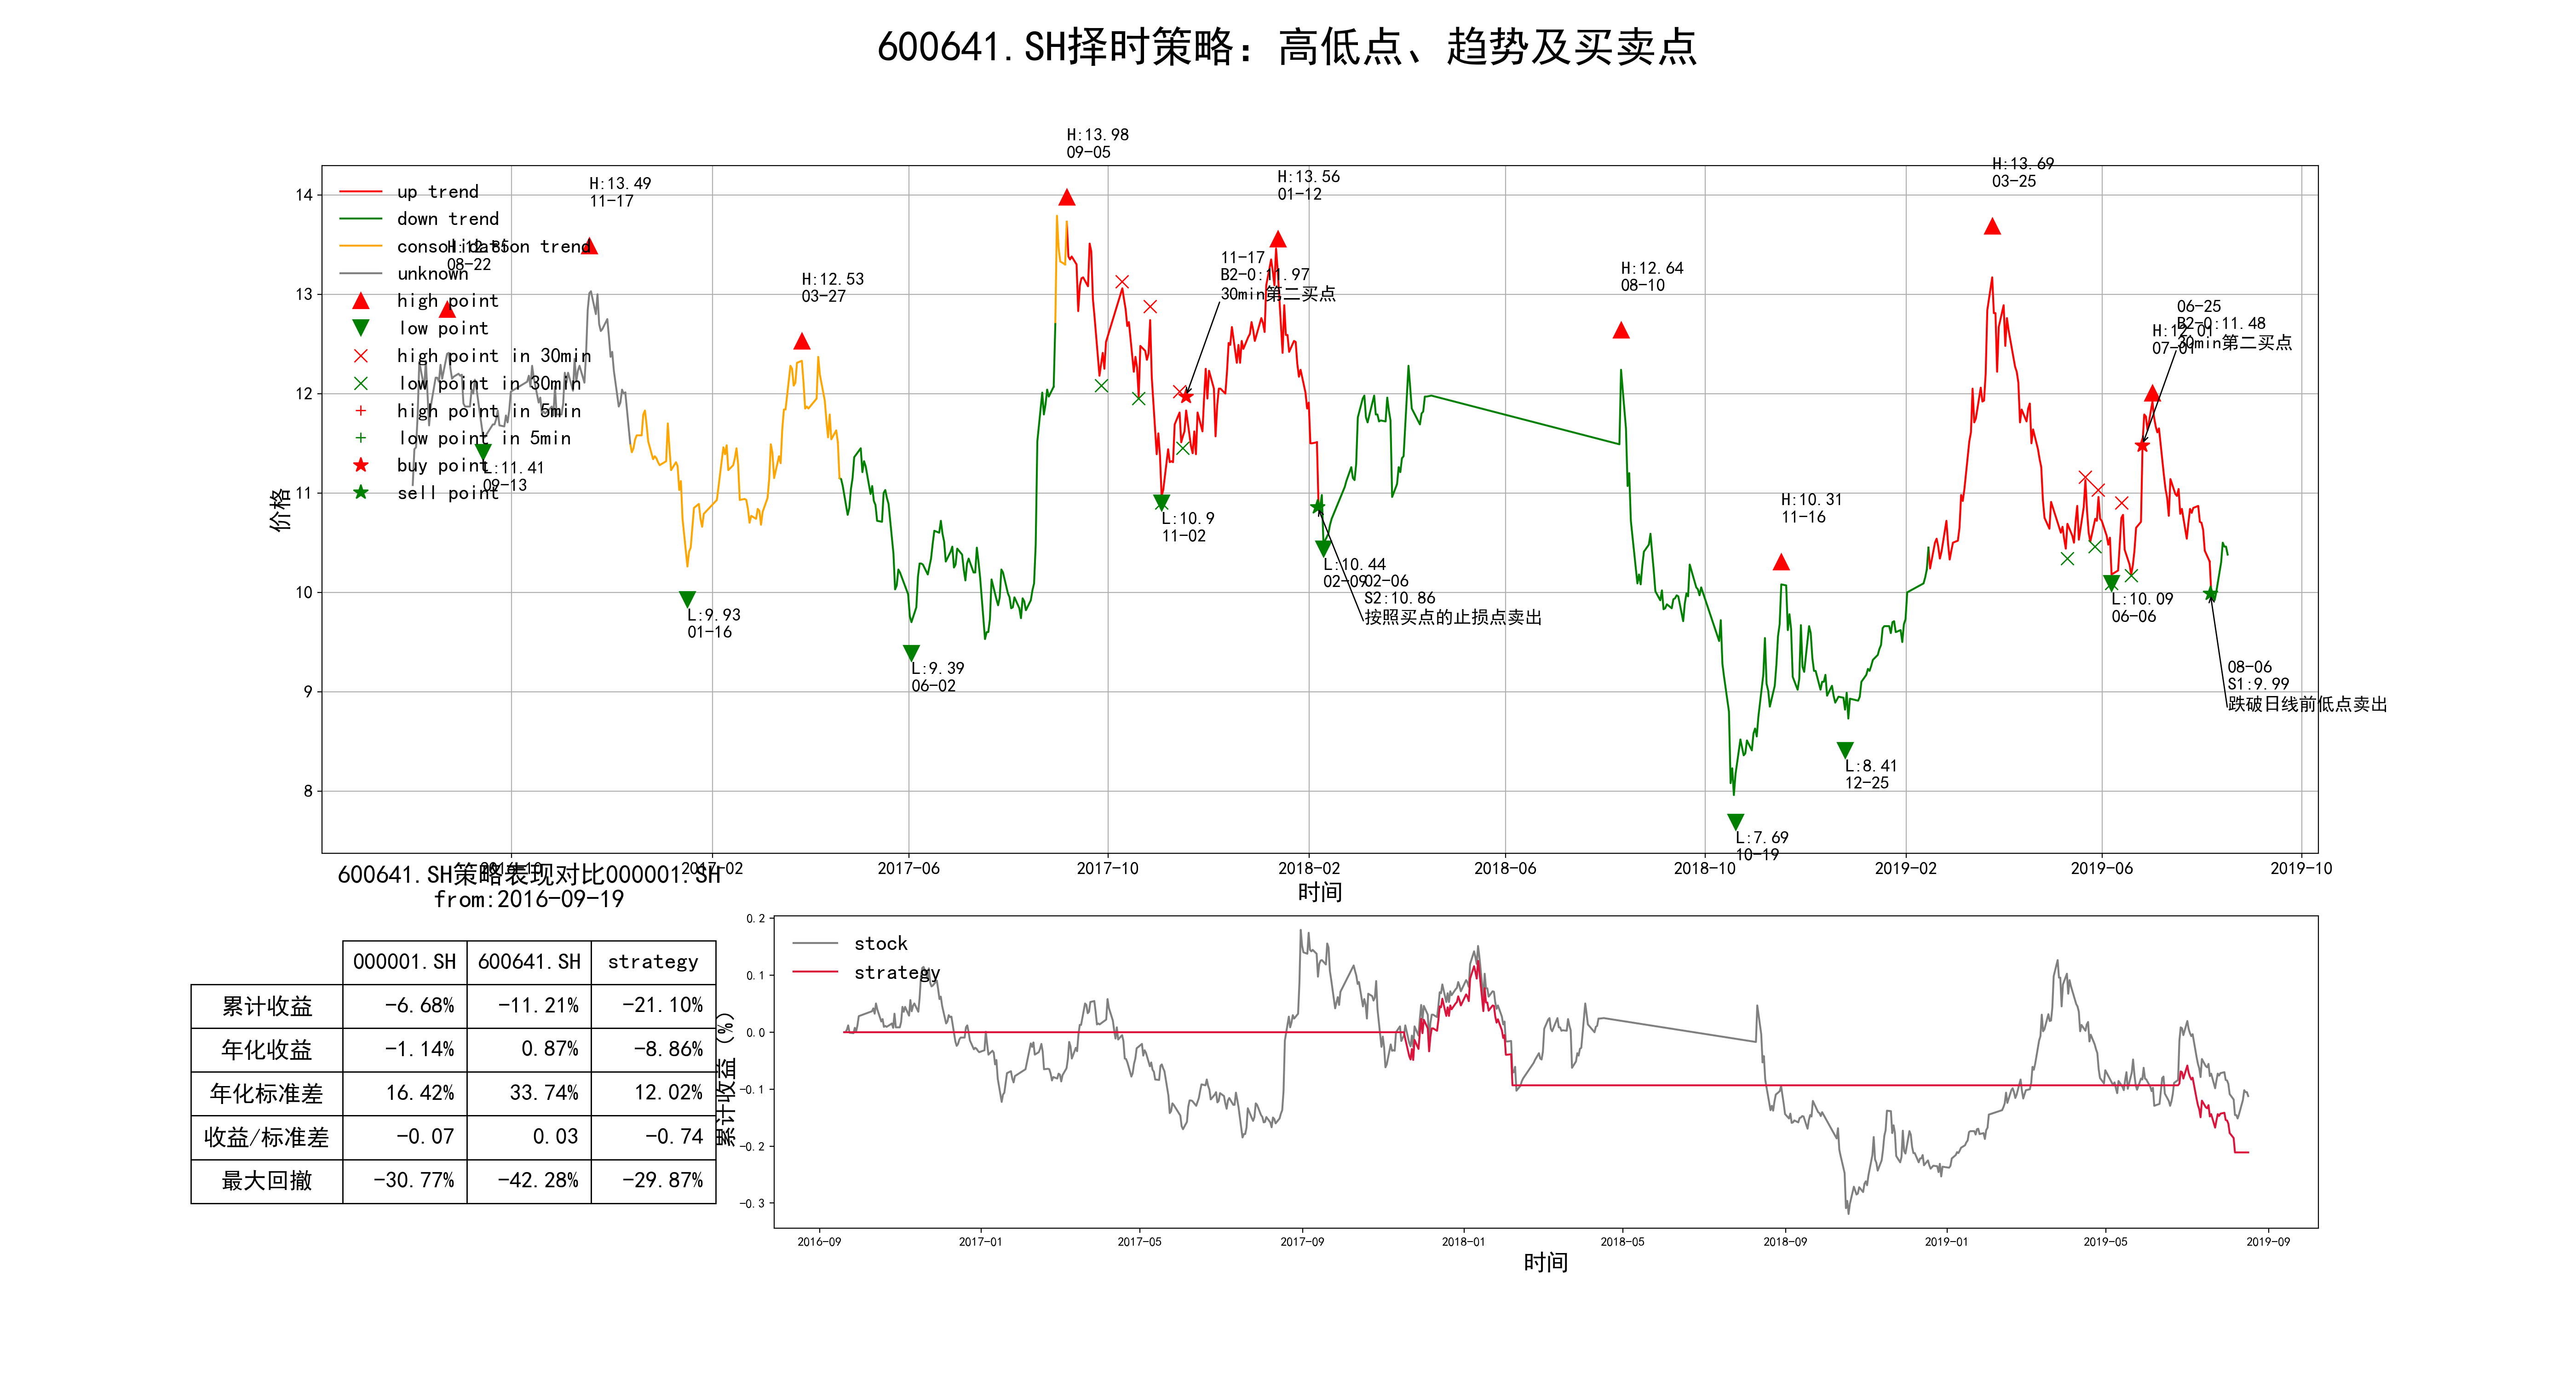 600641.SH择时策略: 高低点、趋势及买卖点
H:13.98
09-05
H:13.69
03-25
H:13.56
01-12
H:13.49
11-17
up trend
down trend
consolidation trend
unknown
high point
low point
high point in 30min
low point in 30min
high point in 5min
low point in 5min
buy point
sell point
H:12.85
08-22
L:11.41
09-13
H:12.53
03-27
11-17
B2-0:11.97
30min第二买点
H:12.64
08-10
06-25
B2-0:11.48
30min第二买点
H:12.01
07-01
H:10.31
11-16
L:10.9
11-02
L:10.44
02-09
02-06
S2:10.86
按照买点的止损点卖出
L:9.93
01-16
L:9.39
06-02
L:10.09
06-06
08-06
S1:9.99
跌破日线前低点卖出
L:8.41
12-25
L:7.69
10-19
14
13
12
11
10
9
8
价格
2016-10
2017-02
2017-06
2017-10
2018-02
2018-06
2018-10
2019-02
2019-06
2019-10
时间
600641.SH策略表现对比000001.SH
from:2016-09-19
000001.SH 600641.SH strategy
累计收益 -6.68% -11.21% -21.10%
年化收益 -1.14% 0.87% -8.86%
年化标准差 16.42% 33.74% 12.02%
收益/标准差 -0.07 0.03 -0.74
最大回撤 -30.77% -42.28% -29.87%
stock
strategy
累计收益 (%)
0.2
0.1
0.0
-0.1
-0.2
-0.3
2016-09
2017-01
2017-05
2017-09
2018-01
2018-05
2018-09
2019-01
2019-05
2019-09
时间